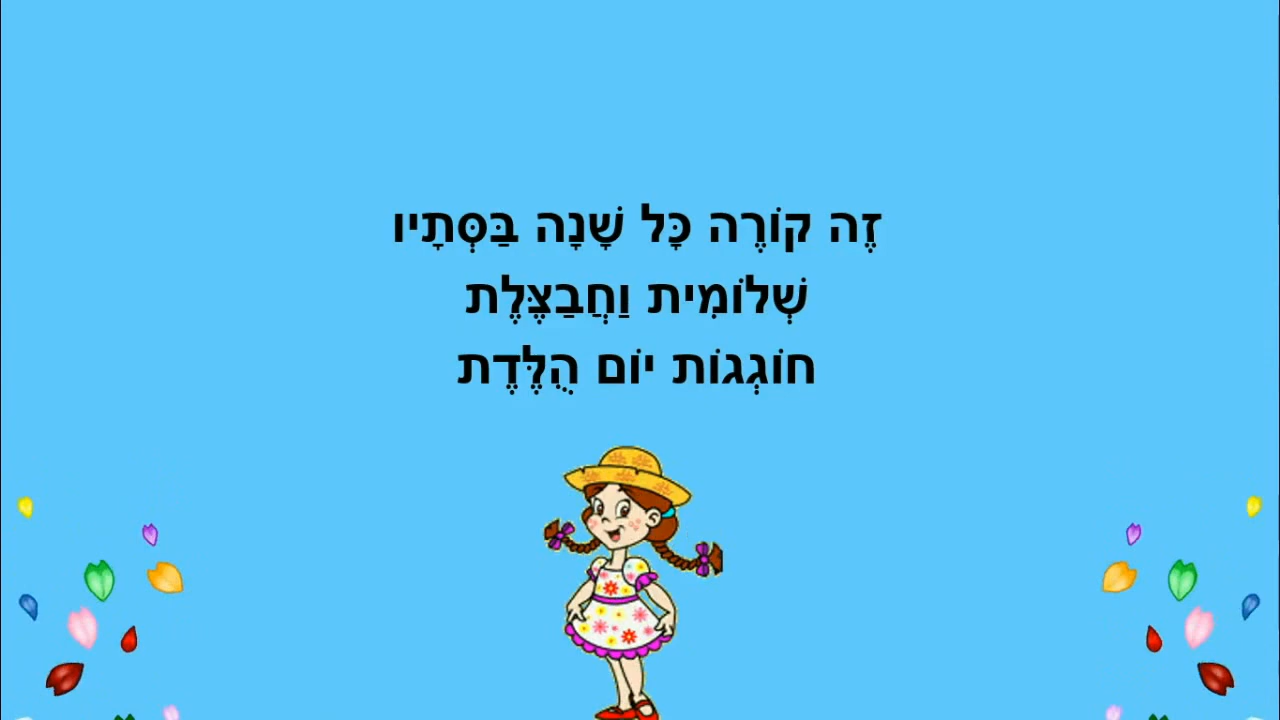 זֶה קוֹרֶה כָּל שָׁנָה בַּסְּתָיו
שְׁלוֹמִית וַחֲבַצֶּלֶת
חוֹגְגוֹת יוֹם הֻלֶּדֶת